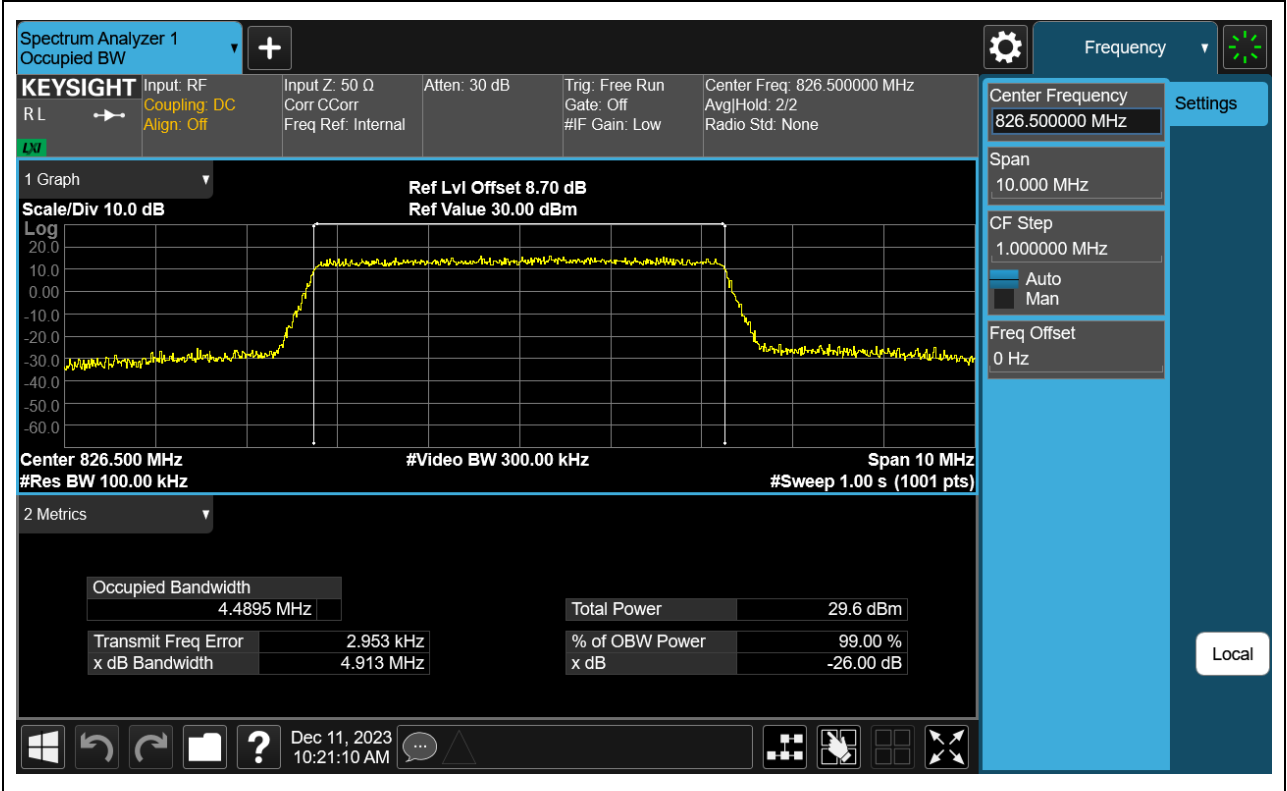 Spectrum Analyzer 1
Occupied BW
Frequency
KEYSIGHT
R L
LXI
Input: RF
Coupling: DC
Align: Off
Input Z: 50 Ω
Corr CCorr
Freq Ref: Internal
Atten: 30 dB
Trig: Free Run
Gate: Off
#IF Gain: Low
Center Freq: 826.500000 MHz
Avg|Hold: 2/2
Radio Std: None
Center Frequency
826.500000 MHz
Settings
Span
10.000 MHz
CF Step
1.000000 MHz
Auto
Man
Freq Offset
0 Hz
1 Graph
Scale/Div 10.0 dB
Ref Lvl Offset 8.70 dB
Ref Value 30.00 dBm
Log
20.0
10.0
0.00
-10.0
-20.0
-30.0
-40.0
-50.0
-60.0
Center 826.500 MHz
#Video BW 300.00 kHz
Span 10 MHz
#Res BW 100.00 kHz
#Sweep 1.00 s (1001 pts)
2 Metrics
Occupied Bandwidth
4.4895 MHz
Total Power 29.6 dBm
Transmit Freq Error 2.953 kHz
% of OBW Power 99.00 %
x dB Bandwidth 4.913 MHz
x dB -26.00 dB
Local
?
Dec 11, 2023
10:21:10 AM